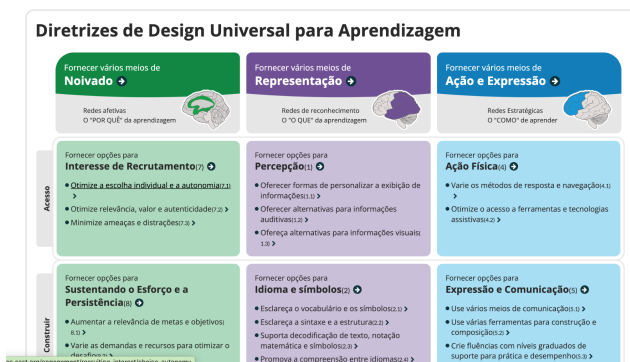 Diretrizes de Design Universal para Aprendizagem
Fornecer vários meios de
Noivado
Redes afetivas
O "POR QUÊ" da aprendizagem
Fornecer vários meios de
Representação
Redes de reconhecimento
O "O QUE" da aprendizagem
Fornecer vários meios de
Ação e Expressão
Redes Estratégicas
O "COMO" de aprender
Acesso
Fornecer opções para
Interesse de Recrutamento(7)
• Otimize a escolha individual e a autonomia(7.1)
>
• Otimize relevância, valor e autenticidade(7.2) >
• Minimize ameaças e distrações(7.3) >
Fornecer opções para
Percepção(1)
• Oferecer formas de personalizar a exibição de
informações(1.1) >
• Oferecer alternativas para informações
auditivas(1.2) >
• Ofereça alternativas para informações visuais(
1.3) >
Fornecer opções para
Ação Física(4)
• Varie os métodos de resposta e navegação(4.1)
>
• Otimize o acesso a ferramentas e tecnologias
assistivas(4.2) >
Construir
Fornecer opções para
Sustentando o Esforço e a
Persistência(8)
• Aumentar a relevância de metas e objetivos(
8.1) >
• Varie as demandas e recursos para otimizar o
desafio(8.2) >
Fornecer opções para
Idioma e símbolos(2)
• Esclareça o vocabulário e os símbolos(2.1) >
• Esclareça a sintaxe e a estrutura(2.2) >
• Suporta decodificação de texto, notação
matemática e símbolos(2.3) >
• Promova a compreensão entre idiomas(2.4) >
Fornecer opções para
Expressão e Comunicação(5)
• Use vários meios de comunicação(5.1) >
• Use várias ferramentas para construção e
composição(5.2) >
• Crie fluências com níveis graduados de
suporte para prática e desempenho(5.3) >